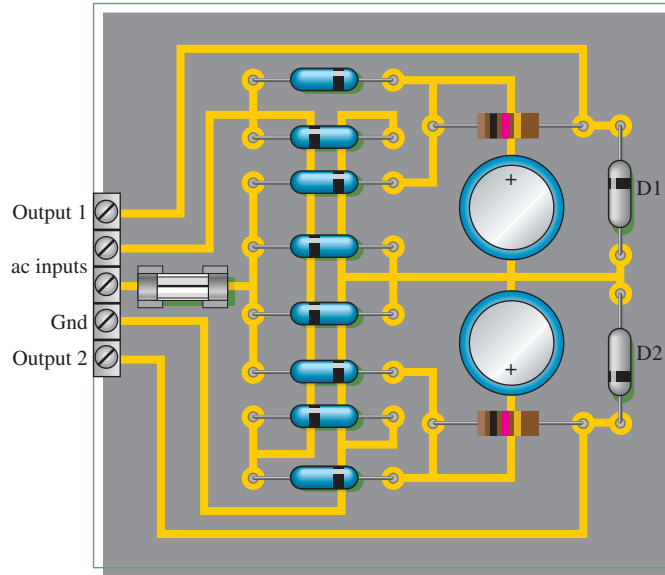 Output 1
ac inputs
Gnd
Output 2
+
+
D1
D2